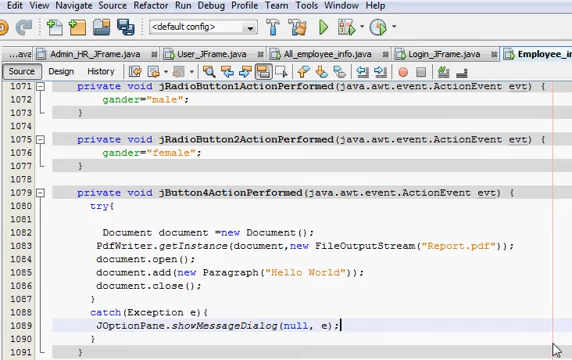 Edit View Navigate Source Refactor Run Debug Profile Team Tools Window Help
<default config>
...ava Admin_HR_JFrame.java User_JFrame.java All_employee_info.java Login_JFrame.java Employee_in
Source Design History
1071 private void jRadioButton1ActionPerformed(java.awt.event.ActionEvent evt) {
1072 gander="male";
1073 }
1074
1075 private void jRadioButton2ActionPerformed(java.awt.event.ActionEvent evt) {
1076 gander="female";
1077 }
1078
1079 private void jButton4ActionPerformed(java.awt.event.ActionEvent evt) {
1080 try{
1081
1082 Document document =new Document();
1083 PdfWriter.getInstance(document,new FileOutputStream("Report.pdf"));
1084 document.open();
1085 document.add(new Paragraph("Hello World"));
1086 document.close();
1087 }
1088 catch(Exception e){
1089 JOptionPane.showMessageDialog(null, e);
1090 }
1091 }